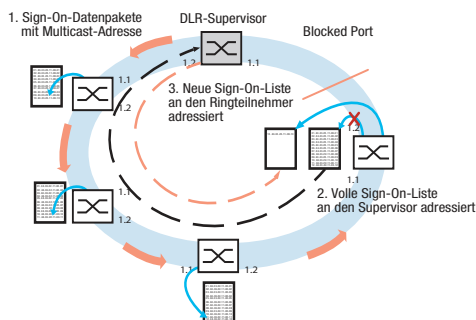 1. Sign-On-Datenpakete
mit Multicast-Adresse
DLR-Supervisor
Blocked Port
1.2
1.1
3. Neue Sign-On-Liste
an den Ringteilnehmer
adressiert
1.1
1.2
1.2
1.1
2. Volle Sign-On-Liste
an den Supervisor adressiert
1.1
1.2
1.1
1.2